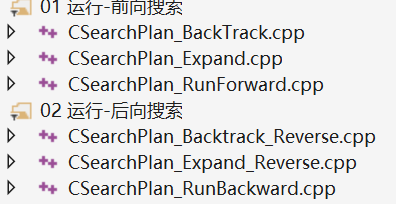 01 运行-前向搜索
CSearchPlan_BackTrack.cpp
CSearchPlan_Expand.cpp
CSearchPlan_RunForward.cpp
02 运行-后向搜索
CSearchPlan_Backtrack_Reverse.cpp
CSearchPlan_Expand_Reverse.cpp
CSearchPlan_RunBackward.cpp